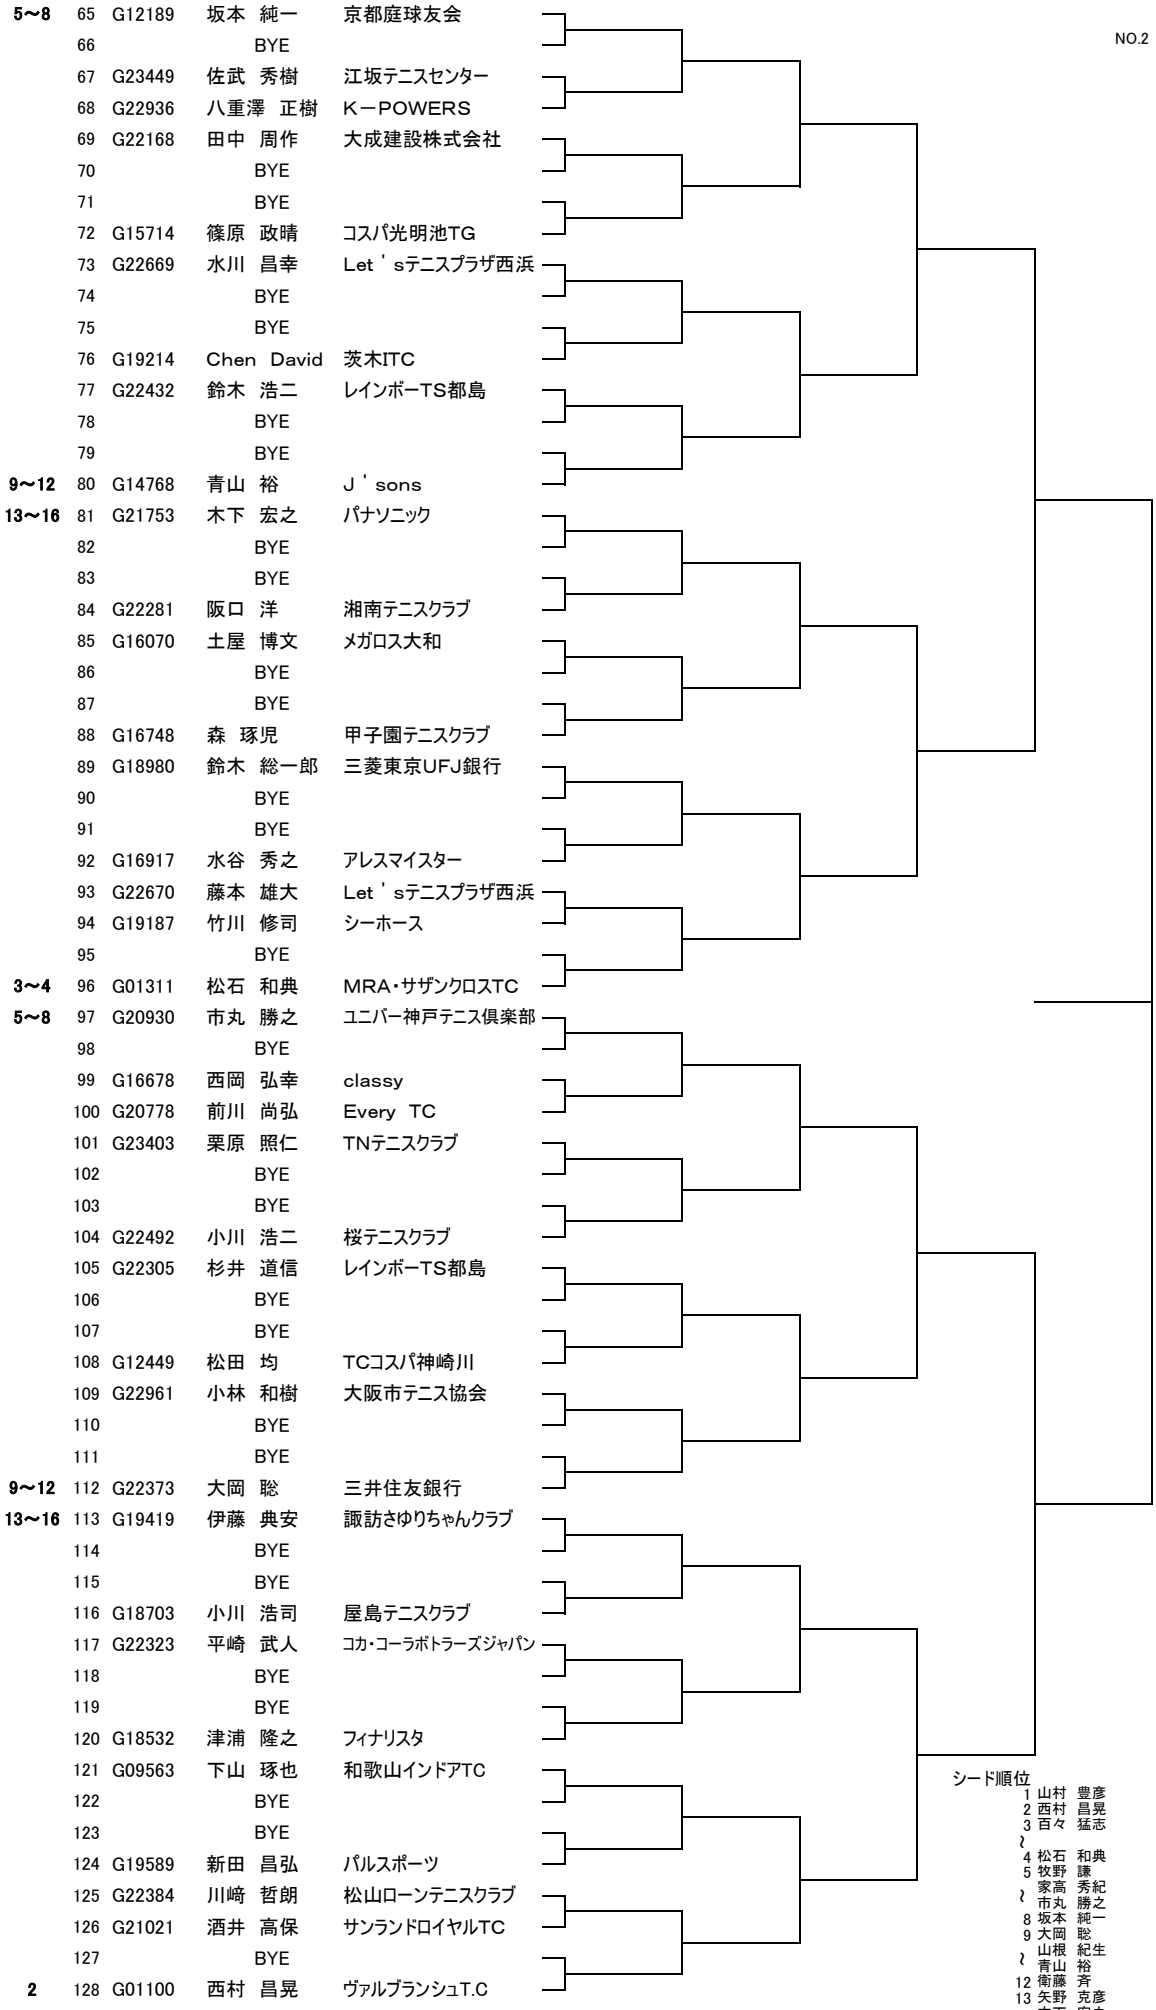 NO.2
5～8 65 G12189 坂本 純一 京都庭球友会
66 BYE
67 G23449 佐武 秀樹 江坂テニスセンター
68 G22936 八重澤 正樹 K－POWERS
69 G22168 田中 周作 大成建設株式会社
70 BYE
71 BYE
72 G15714 篠原 政晴 コスパ光明池TG
73 G22669 水川 昌幸 Let＇sテニスプラザ西浜
74 BYE
75 BYE
76 G19214 Chen David 茨木ITC
77 G22432 鈴木 浩二 レインボーTS都島
78 BYE
79 BYE
9～12 80 G14768 青山 裕 J＇sons
13～16 81 G21753 木下 宏之 パナソニック
82 BYE
83 BYE
84 G22281 阪口 洋 湘南テニスクラブ
85 G16070 土屋 博文 メガロス大和
86 BYE
87 BYE
88 G16748 森 琢児 甲子園テニスクラブ
89 G18980 鈴木 総一郎 三菱東京UFJ銀行
90 BYE
91 BYE
92 G16917 水谷 秀之 アレスマイスター
93 G22670 藤本 雄大 Let＇sテニスプラザ西浜
94 G19187 竹川 修司 シーホース
95 BYE
3～4 96 G01311 松石 和典 MRA・サザンクロスTC
5～8 97 G20930 市丸 勝之 ユニバー神戸テニス倶楽部
98 BYE
99 G16678 西岡 弘幸 classy
100 G20778 前川 尚弘 Every TC
101 G23403 栗原 照仁 TNテニスクラブ
102 BYE
103 BYE
104 G22492 小川 浩二 桜テニスクラブ
105 G22305 杉井 道信 レインボーTS都島
106 BYE
107 BYE
108 G12449 松田 均 TCコスパ神崎川
109 G22961 小林 和樹 大阪市テニス協会
110 BYE
111 BYE
9～12 112 G22373 大岡 聡 三井住友銀行
13～16 113 G19419 伊藤 典安 諏訪さゆりちゃんクラブ
114 BYE
115 BYE
116 G18703 小川 浩司 屋島テニスクラブ
117 G22323 平崎 武人 コカ・コーラボトラーズジャパン
118 BYE
119 BYE
120 G18532 津浦 隆之 フィナリスタ
121 G09563 下山 琢也 和歌山インドアTC
122 BYE
123 BYE
124 G19589 新田 昌弘 パルスポーツ
125 G22384 川﨑 哲朗 松山ローンテニスクラブ
126 G21021 酒井 高保 サンランドロイヤルTC
127 BYE
2 128 G01100 西村 昌晃 ヴァルブランシュT.C
シード順位
1 山村 豊彦
2 西村 昌晃
3 百々 猛志
～
4 松石 和典
5 牧野 謙
家高 秀紀
～ 市丸 勝之
8 坂本 純一
9 大岡 聡
山根 紀生
～ 青山 裕
12 衛藤 斉
13 矢野 克彦